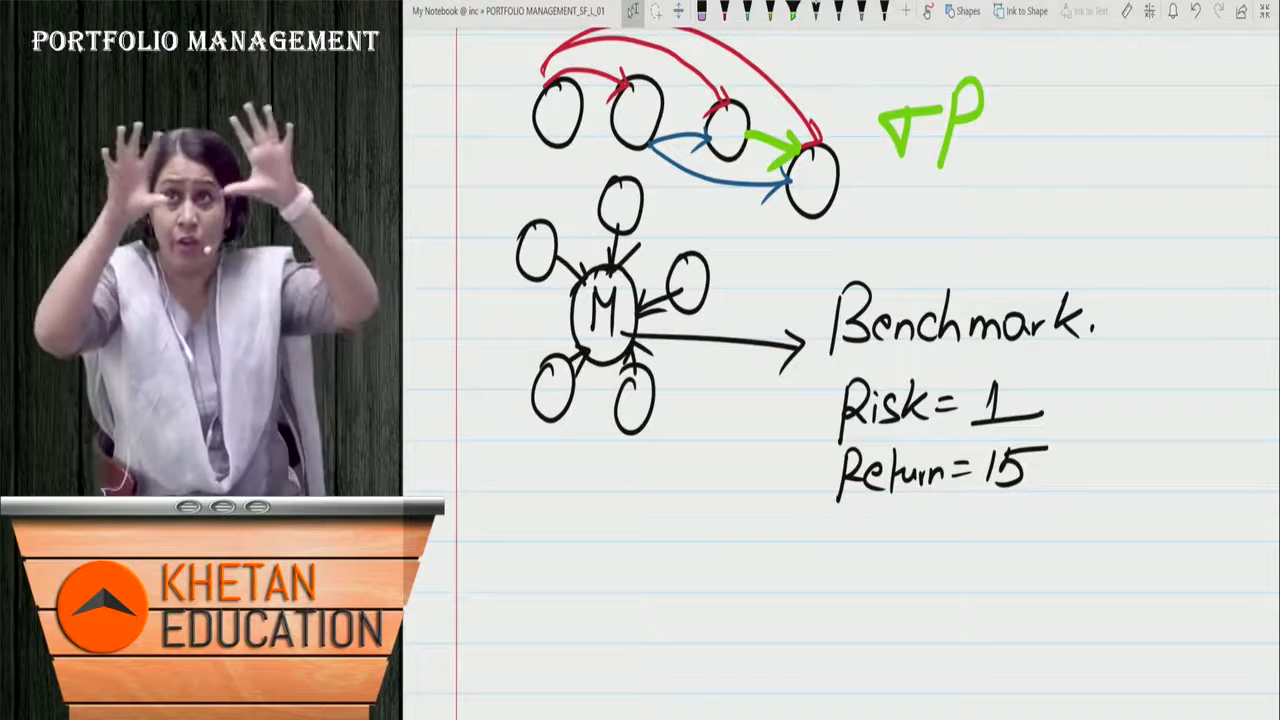 PORTFOLIO MANAGEMENT
My Notebook @ inc » PORTFOLIO MANAGEMENT_SF_L_01
Shapes
Ink to Shape
Ink to Text
σP
M
Benchmark.
Risk = 1
Return = 15
KHETAN
EDUCATION